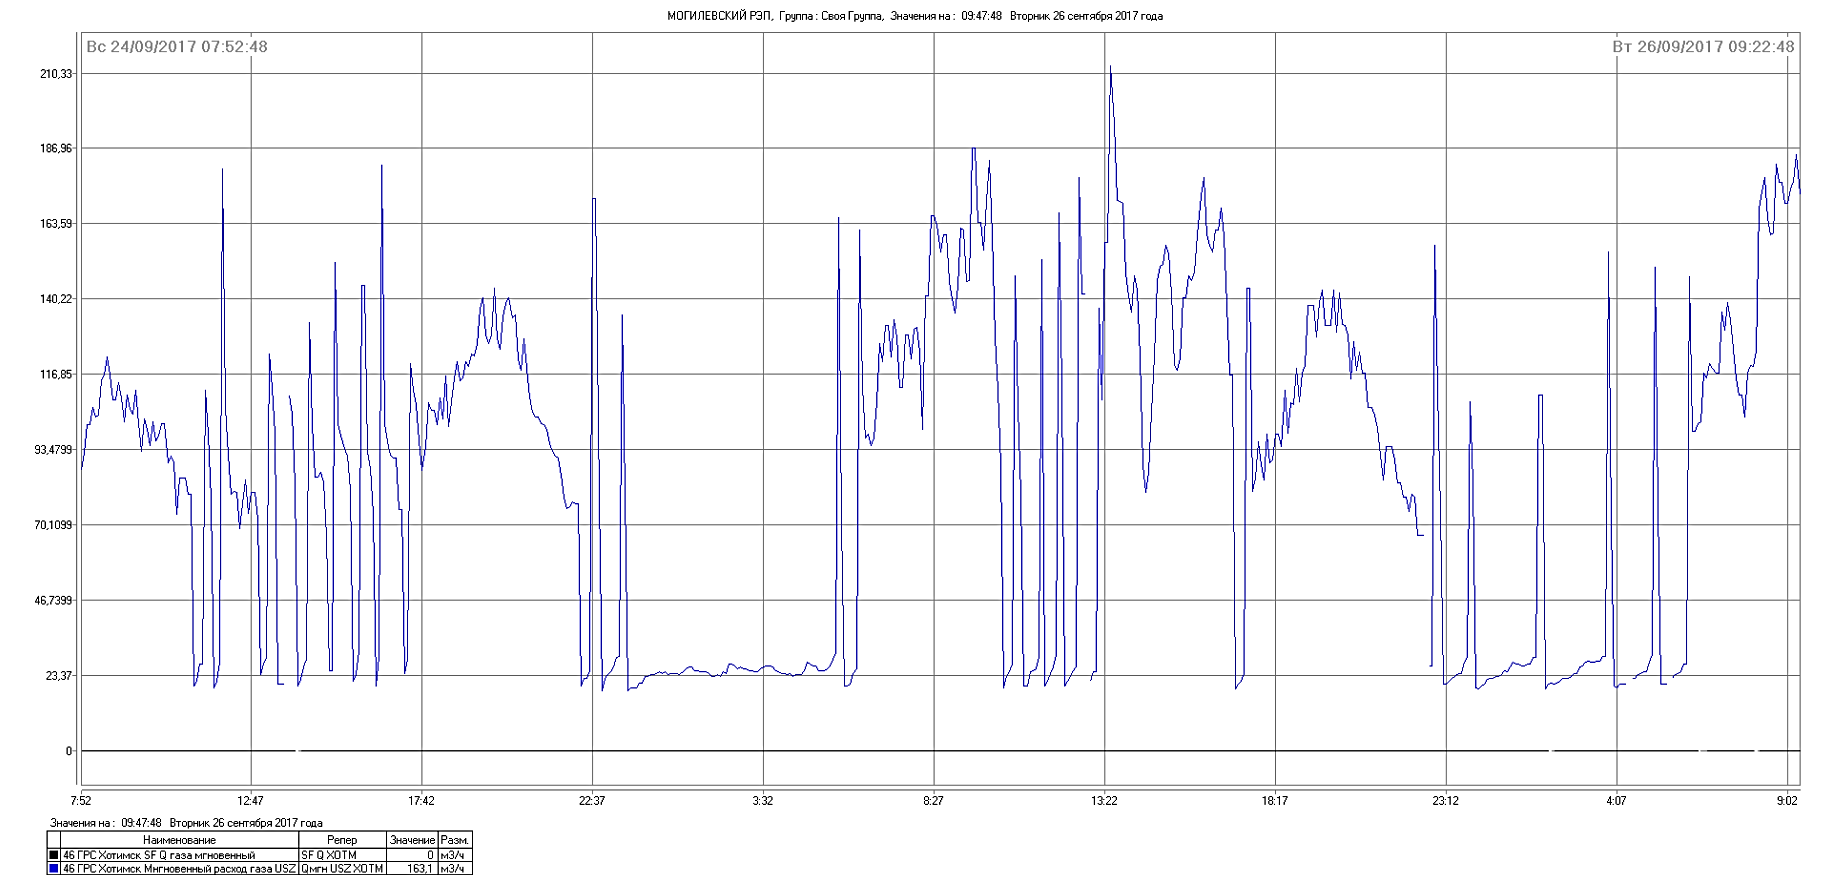 МОГИЛЕВСКИЙ РЭП, Группа : Своя Группа, Значения на : 09:47:48 Вторник 26 сентября 2017 года
Вс 24/09/2017 07:52:48
Вт 26/09/2017 09:22:48
210,33
186,96
163,59
140,22
116,85
93,4799
70,1099
46,7399
23,37
0
7:52 12:47 17:42 22:37 3:32 8:27 13:22 18:17 23:12 4:07 9:02
Значения на : 09:47:48 Вторник 26 сентября 2017 года
Наименование Репер Значение Разм.
46 ГРС Хотимск SF Q газа мгновенный SF Q ХОТМ 0 м3/ч
46 ГРС Хотимск Мнгновенный расход газа USZ Qмгн USZ ХОТМ 163,1 м3/ч